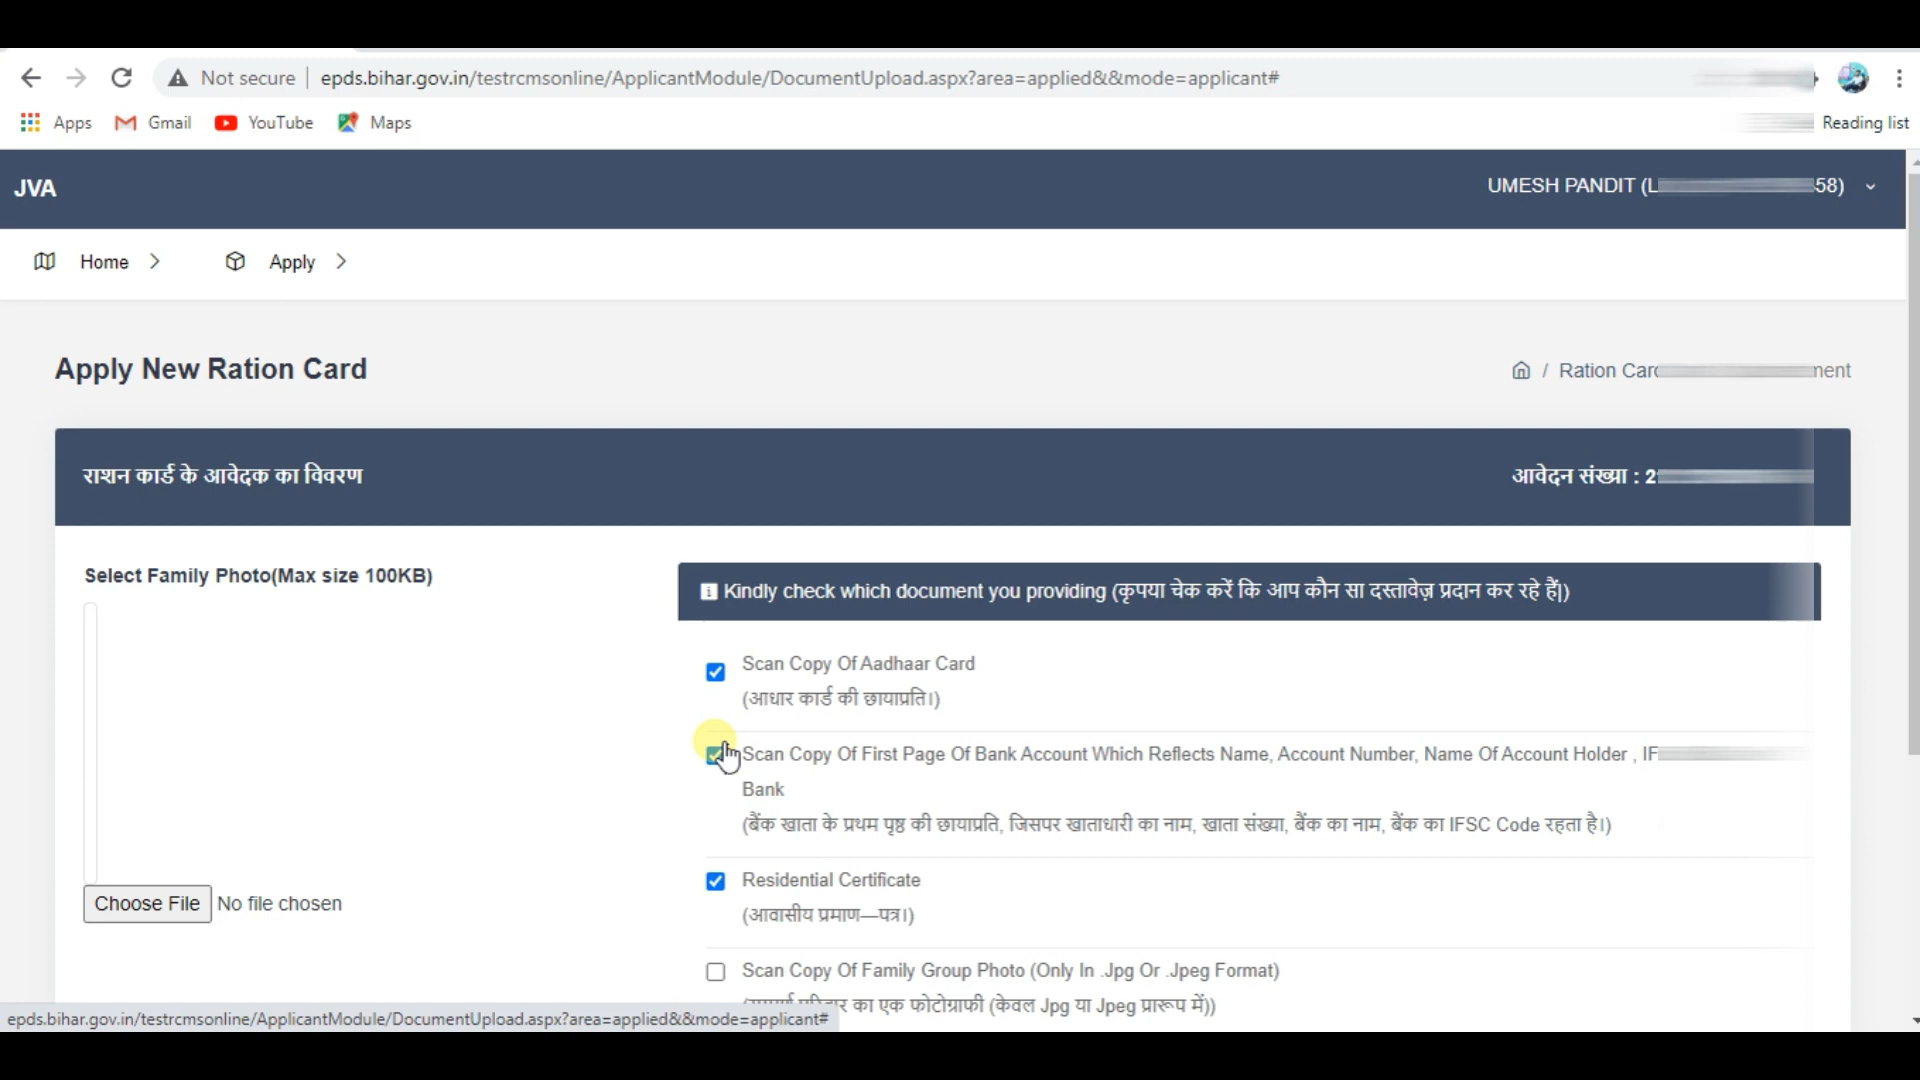 Not secure | epds.bihar.gov.in/testrcmsonline/ApplicantModule/DocumentUpload.aspx?area=applied&&mode=applicant#
Apps Gmail YouTube Maps Reading list
JVA UMESH PANDIT (L 58)
Home Apply
Apply New Ration Card / Ration
राशन कार्ड के आवेदक का विवरण आवेदन संख्या : 2
Select Family Photo(Max size 100KB) Kindly check which document you providing (कृपया चेक करें कि आप कौन सा दस्तावेज़ प्रदान कर रहे हैं|)
Scan Copy Of Aadhaar Card
(आधार कार्ड की छायाप्रति।)
Scan Copy Of First Page Of Bank Account Which Reflects Name, Account Number, Name Of Account Holder ,
Bank
(बैंक खाता के प्रथम पृष्ठ की छायाप्रति, जिसपर खाताधारी का नाम, खाता संख्या, बैंक का नाम, बैंक का IFSC Code रहता है।)
Residential Certificate
Choose File No file chosen
(आवासीय प्रमाण—पत्र।)
Scan Copy Of Family Group Photo (Only In .Jpg Or .Jpeg Format)
का एक फोटोग्राफी (केवल Jpg या Jpeg प्रारूप में))
epds.bihar.gov.in/testrcmsonline/ApplicantModule/DocumentUpload.aspx?area=applied&&mode=applicant#